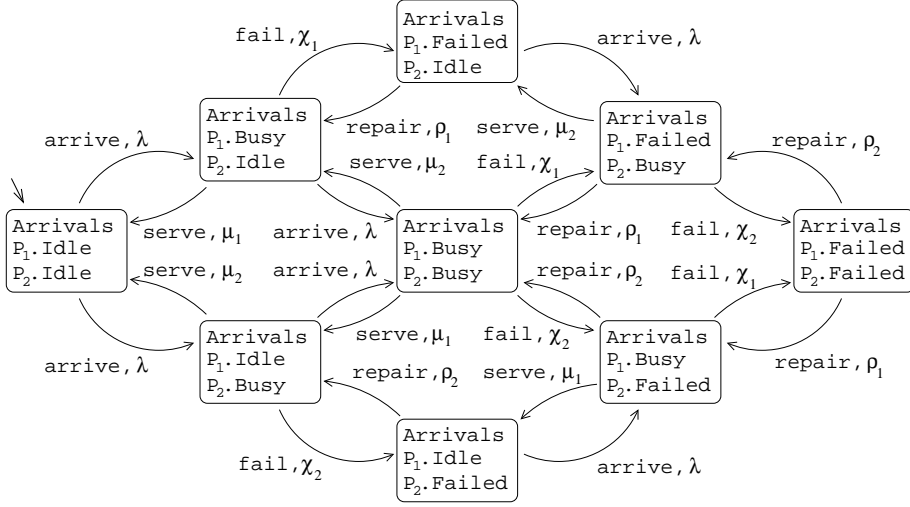 Arrivals
P₁.Failed
P₂.Idle
fail,χ₁
arrive,λ
Arrivals
P₁.Busy
P₂.Idle
arrive,λ
repair,ρ₁
serve,μ₂
serve,μ₂
fail,χ₁
Arrivals
P₁.Failed
P₂.Busy
repair,ρ₂
Arrivals
P₁.Idle
P₂.Idle
serve,μ₁
arrive,λ
serve,μ₂
arrive,λ
Arrivals
P₁.Busy
P₂.Busy
repair,ρ₁
fail,χ₂
repair,ρ₂
fail,χ₁
Arrivals
P₁.Failed
P₂.Failed
arrive,λ
Arrivals
P₁.Idle
P₂.Busy
serve,μ₁
fail,χ₂
repair,ρ₂
serve,μ₁
Arrivals
P₁.Busy
P₂.Failed
repair,ρ₁
fail,χ₂
Arrivals
P₁.Idle
P₂.Failed
arrive,λ